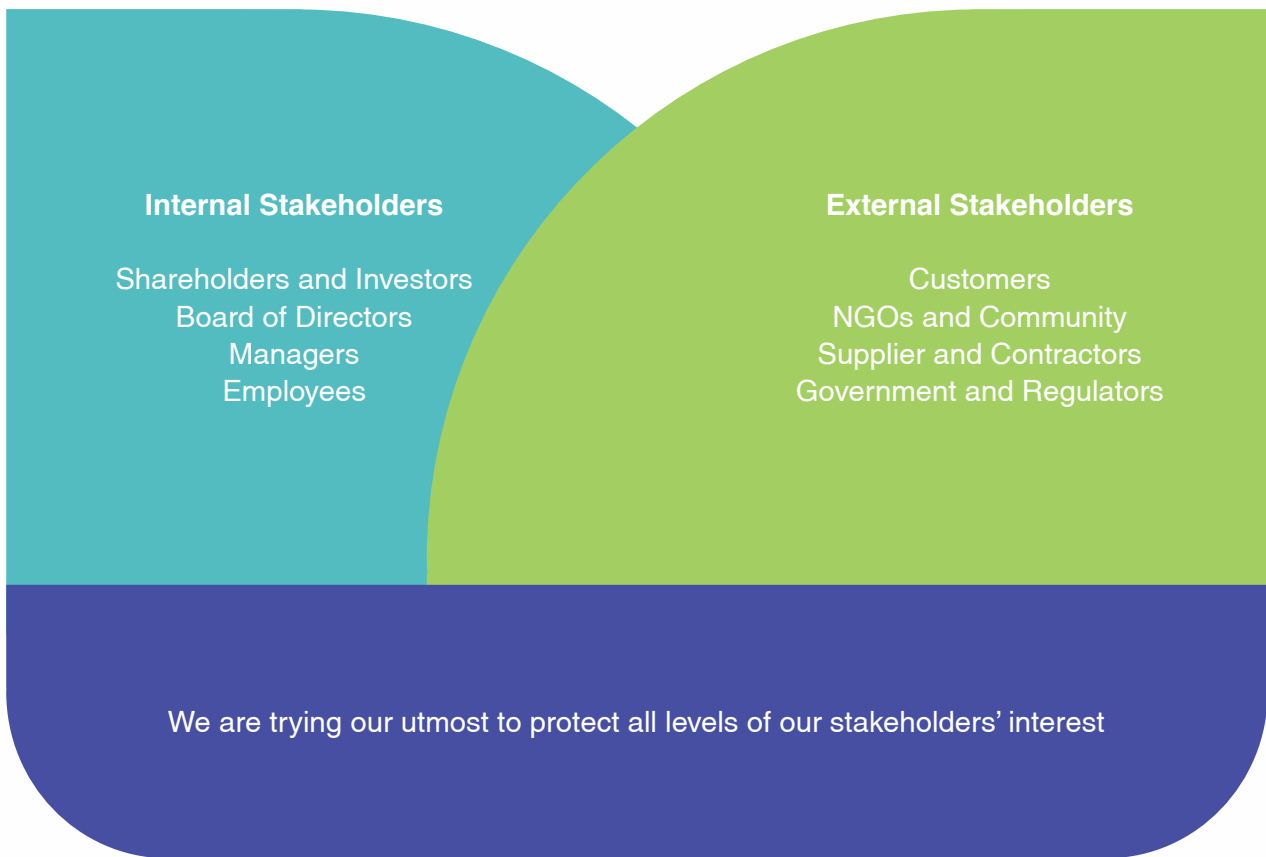 Internal Stakeholders
Shareholders and Investors
Board of Directors
Managers
Employees
External Stakeholders
Customers
NGOs and Community
Supplier and Contractors
Government and Regulators
We are trying our utmost to protect all levels of our stakeholders’ interest